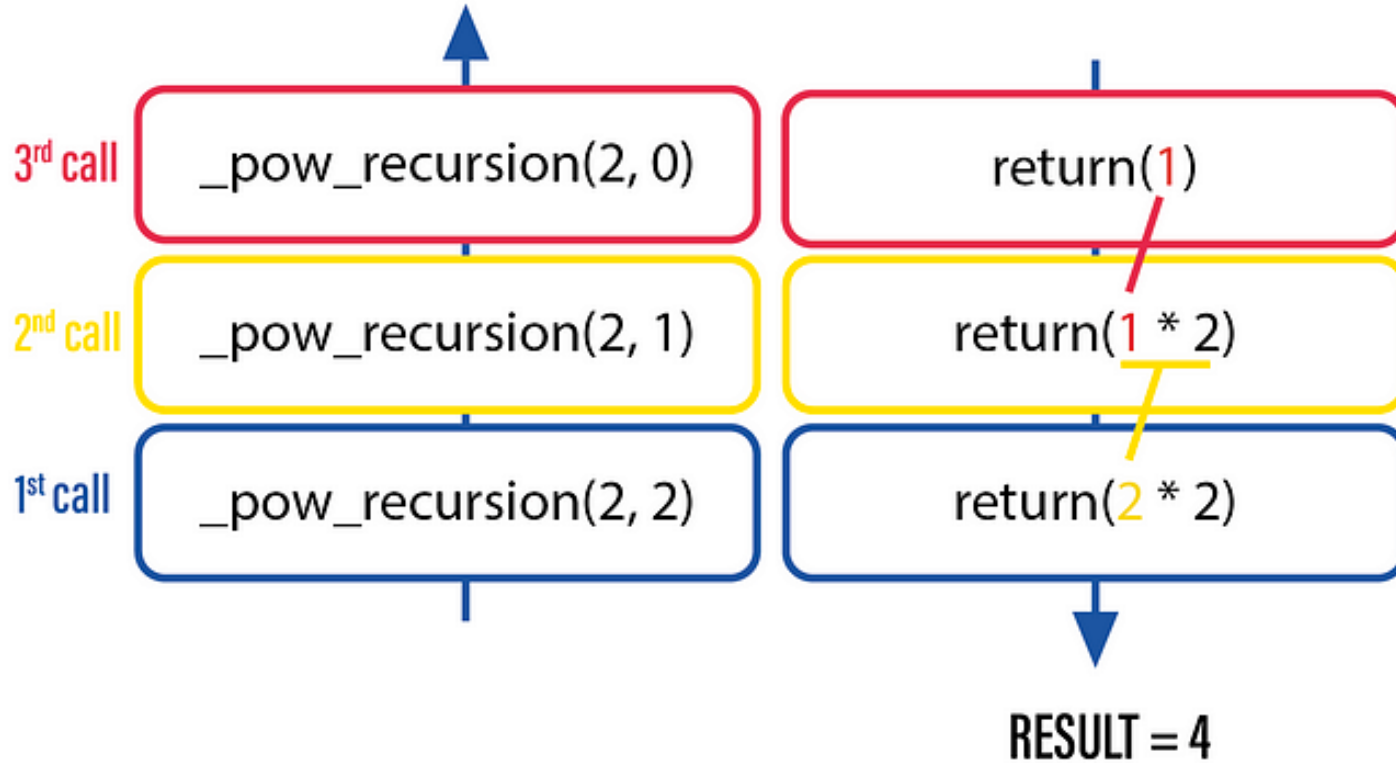 3rd call _pow_recursion(2, 0) return(1)
2nd call _pow_recursion(2, 1) return(1 * 2)
1st call _pow_recursion(2, 2) return(2 * 2)
RESULT = 4